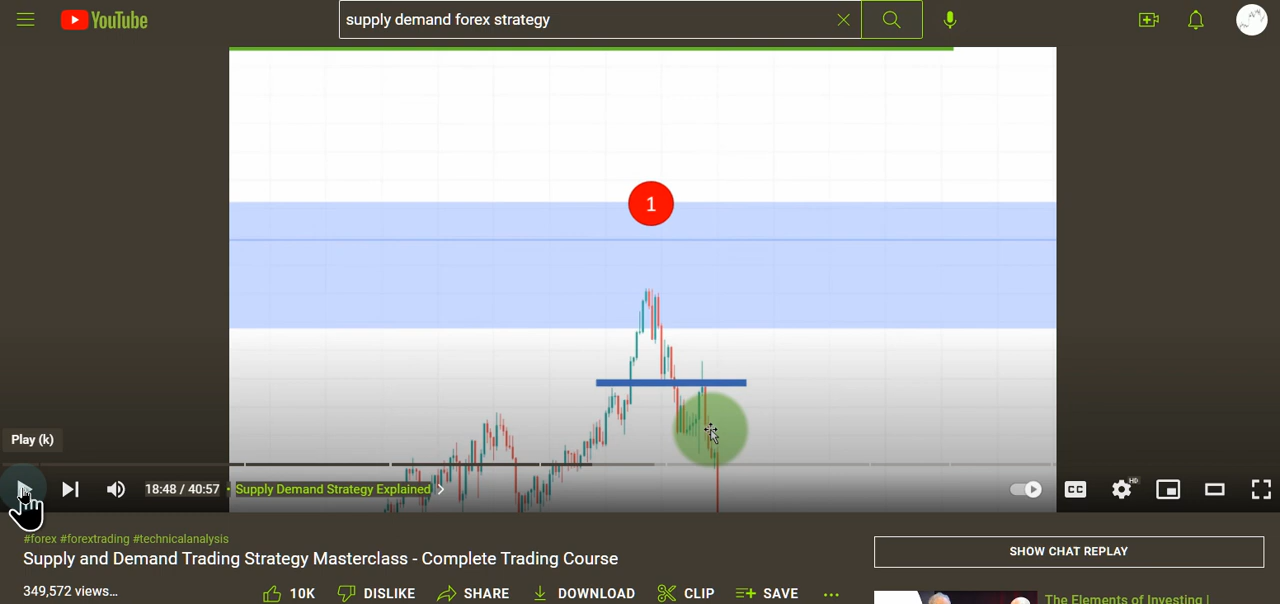 YouTube
supply demand forex strategy
1
Play (k)
18:48 / 40:57 • Supply Demand Strategy Explained
CC
HD
#forex #forextrading #technicalanalysis
Supply and Demand Trading Strategy Masterclass - Complete Trading Course
SHOW CHAT REPLAY
349,572 views...
10K
DISLIKE
SHARE
DOWNLOAD
CLIP
SAVE
The Elements of Investing |